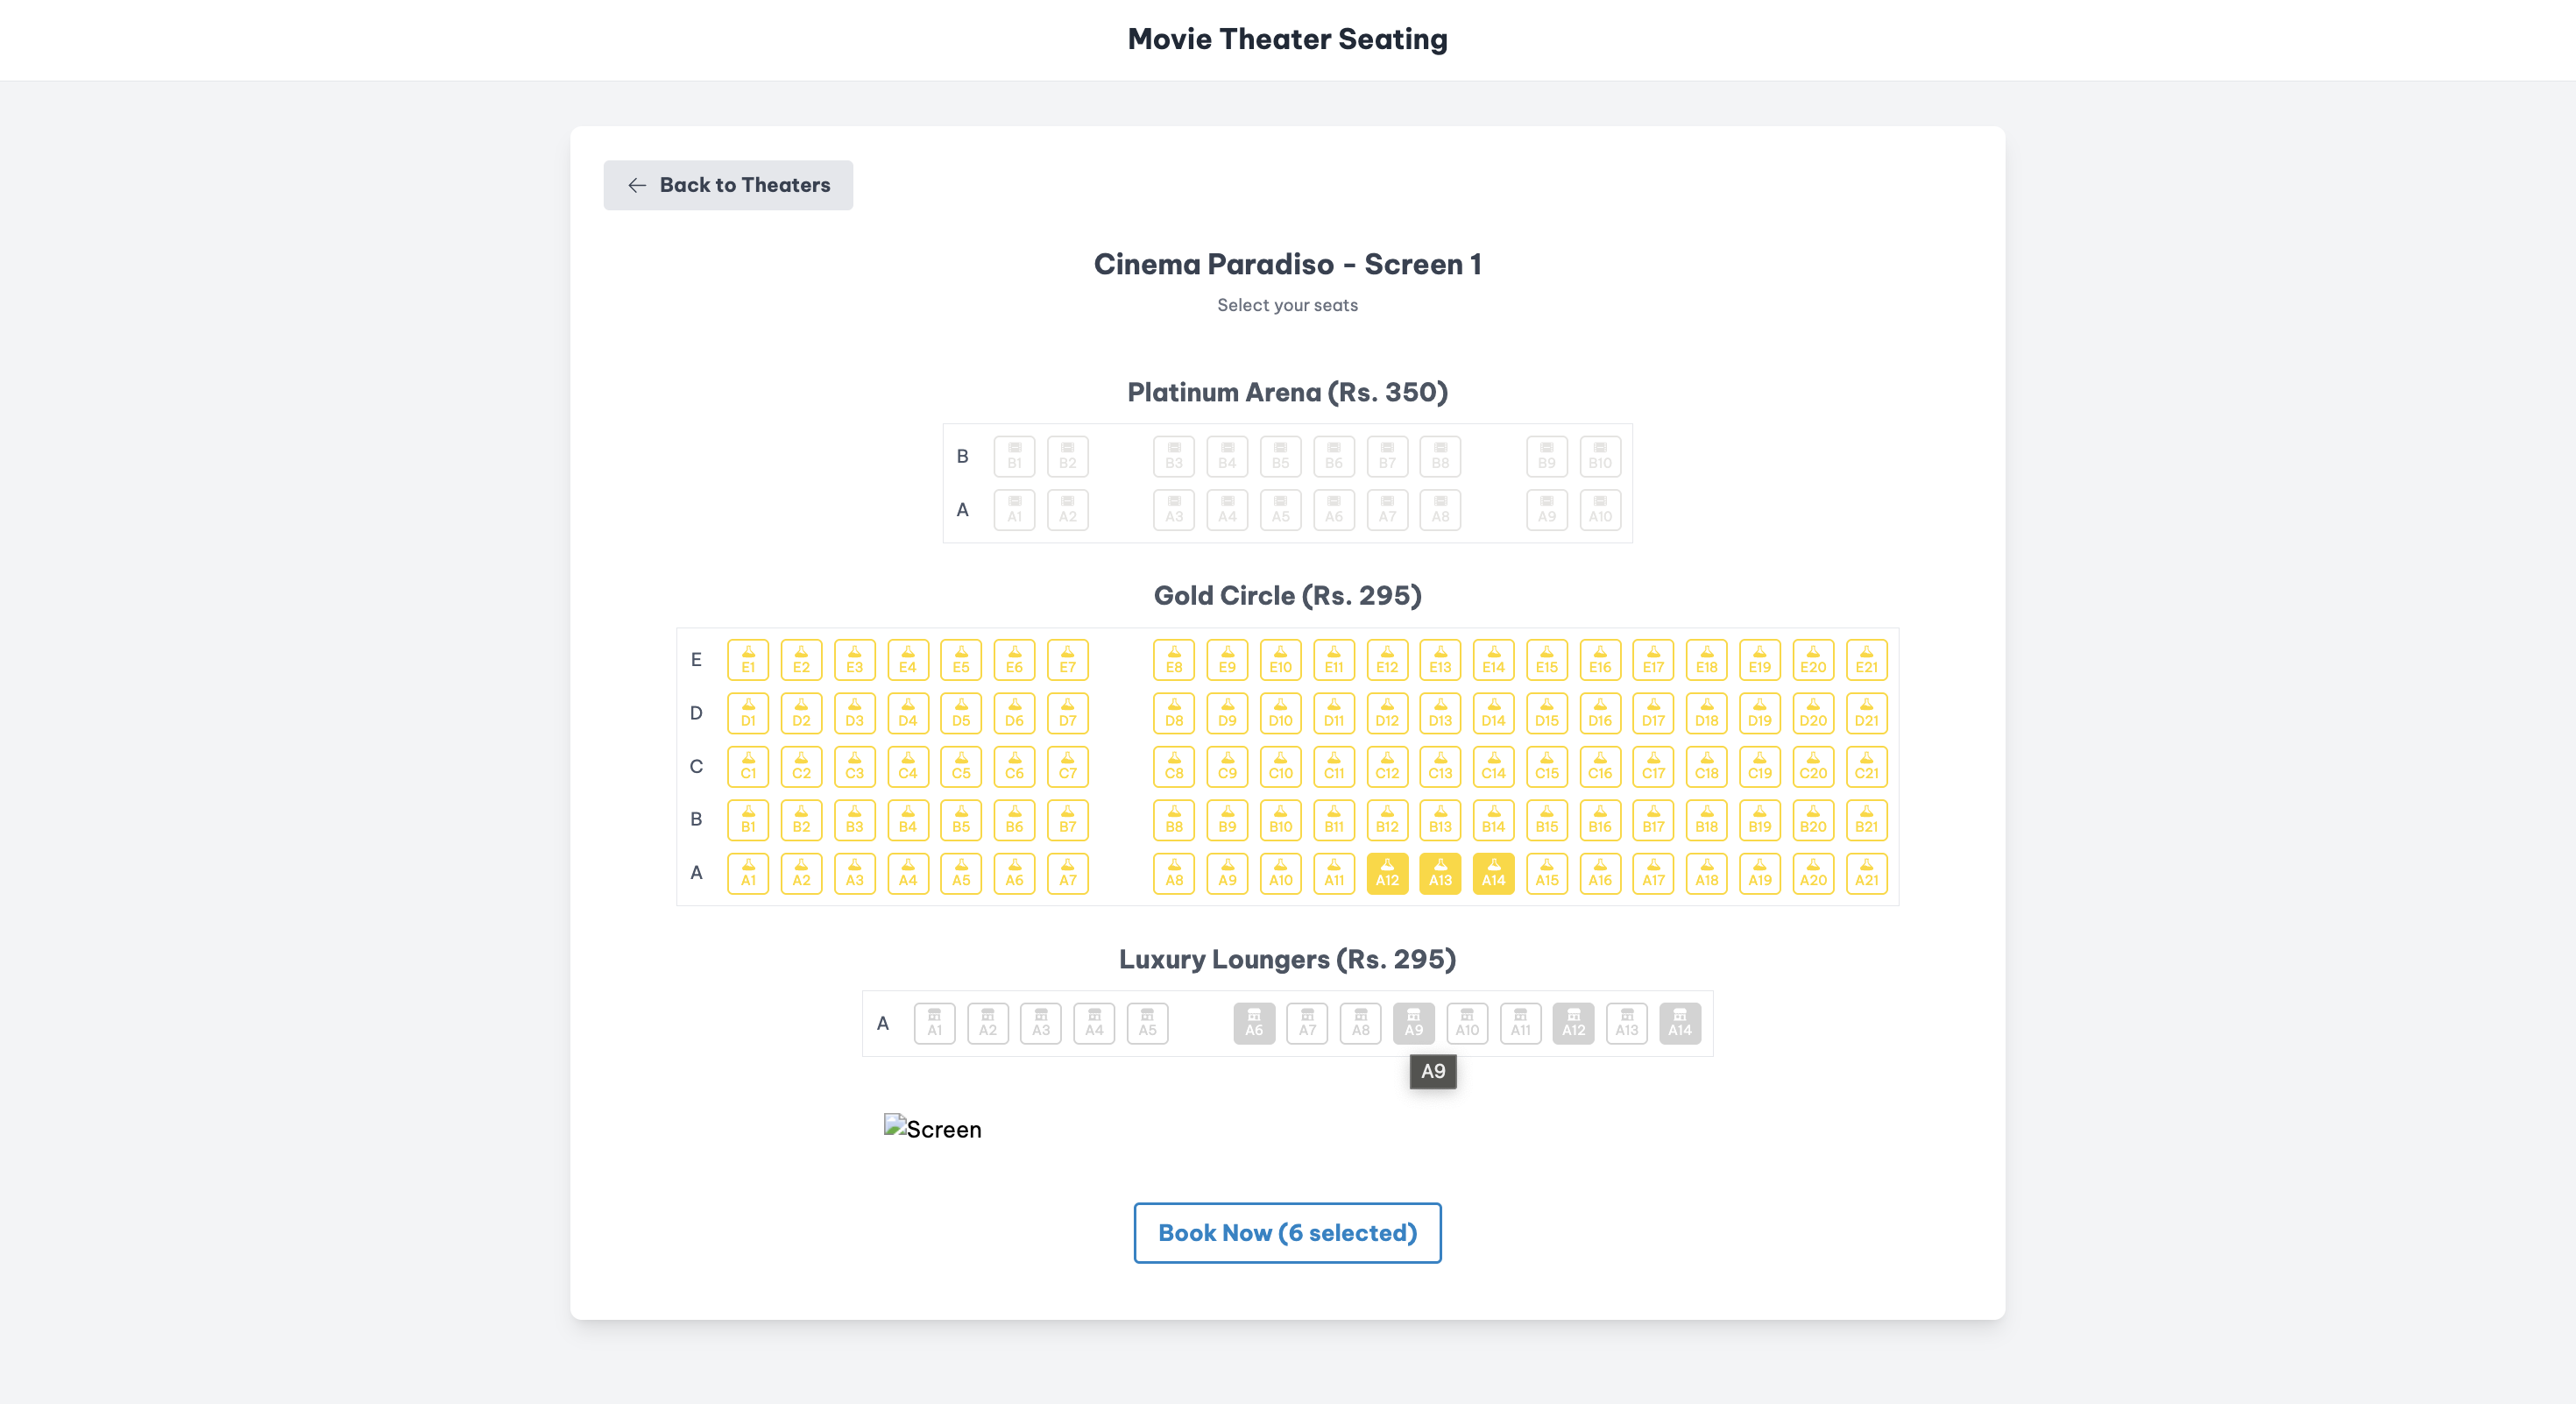 Movie Theater Seating
Back to Theaters
Cinema Paradiso - Screen 1
Select your seats
Platinum Arena (Rs. 350)
B B1 B2 B3 B4 B5 B6 B7 B8 B9 B10
A A1 A2 A3 A4 A5 A6 A7 A8 A9 A10
Gold Circle (Rs. 295)
E E1 E2 E3 E4 E5 E6 E7 E8 E9 E10 E11 E12 E13 E14 E15 E16 E17 E18 E19 E20 E21
D D1 D2 D3 D4 D5 D6 D7 D8 D9 D10 D11 D12 D13 D14 D15 D16 D17 D18 D19 D20 D21
C C1 C2 C3 C4 C5 C6 C7 C8 C9 C10 C11 C12 C13 C14 C15 C16 C17 C18 C19 C20 C21
B B1 B2 B3 B4 B5 B6 B7 B8 B9 B10 B11 B12 B13 B14 B15 B16 B17 B18 B19 B20 B21
A A1 A2 A3 A4 A5 A6 A7 A8 A9 A10 A11 A12 A13 A14 A15 A16 A17 A18 A19 A20 A21
Luxury Loungers (Rs. 295)
A A1 A2 A3 A4 A5 A6 A7 A8 A9 A10 A11 A12 A13 A14
A9
Screen
Book Now (6 selected)